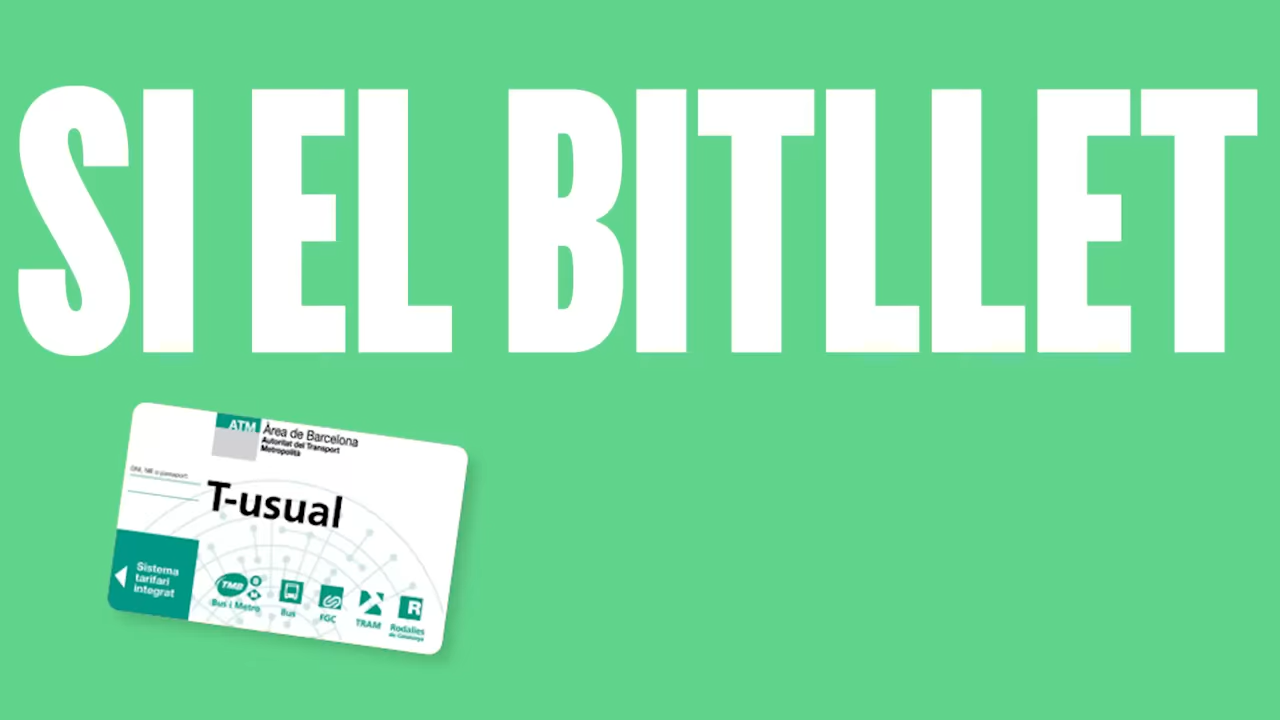 SI EL BITLLET
ATM
Àrea de Barcelona
Autoritat del Transport
Metropolità
DNI, NIE o passaport:
T-usual
Sistema
tarifari
integrat
TMB
Bus i Metro
Bus
FGC
TRAM
R
Rodalies
de Catalunya